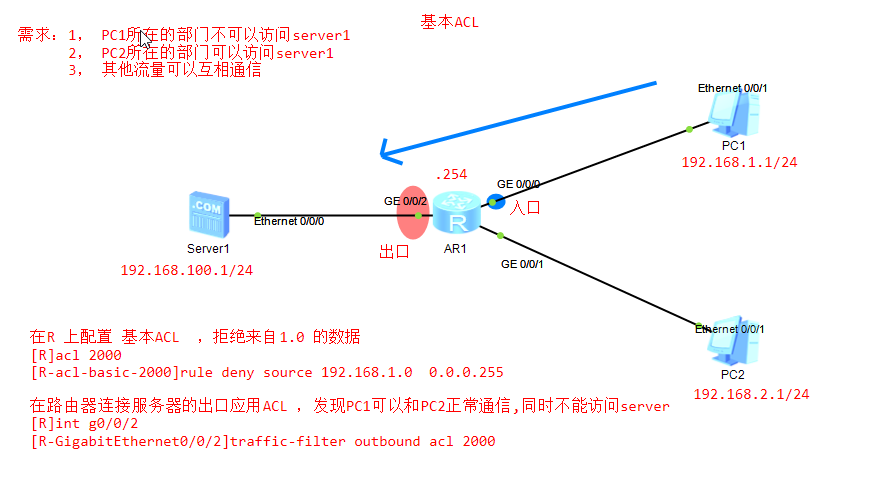 基本ACL
需求：1， PC1所在的部门不可以访问server1
2， PC2所在的部门可以访问server1
3， 其他流量可以互相通信
Ethernet 0/0/1
PC1
192.168.1.1/24
.254
GE 0/0/0
入口
GE 0/0/2
.COM
R
Ethernet 0/0/0
Server1
出口
AR1
GE 0/0/1
192.168.100.1/24
Ethernet 0/0/1
PC2
192.168.2.1/24
在R 上配置 基本ACL ，拒绝来自1.0 的数据
[R]acl 2000
[R-acl-basic-2000]rule deny source 192.168.1.0 0.0.0.255
在路由器连接服务器的出口应用ACL ，发现PC1可以和PC2正常通信,同时不能访问server
[R]int g0/0/2
[R-GigabitEthernet0/0/2]traffic-filter outbound acl 2000